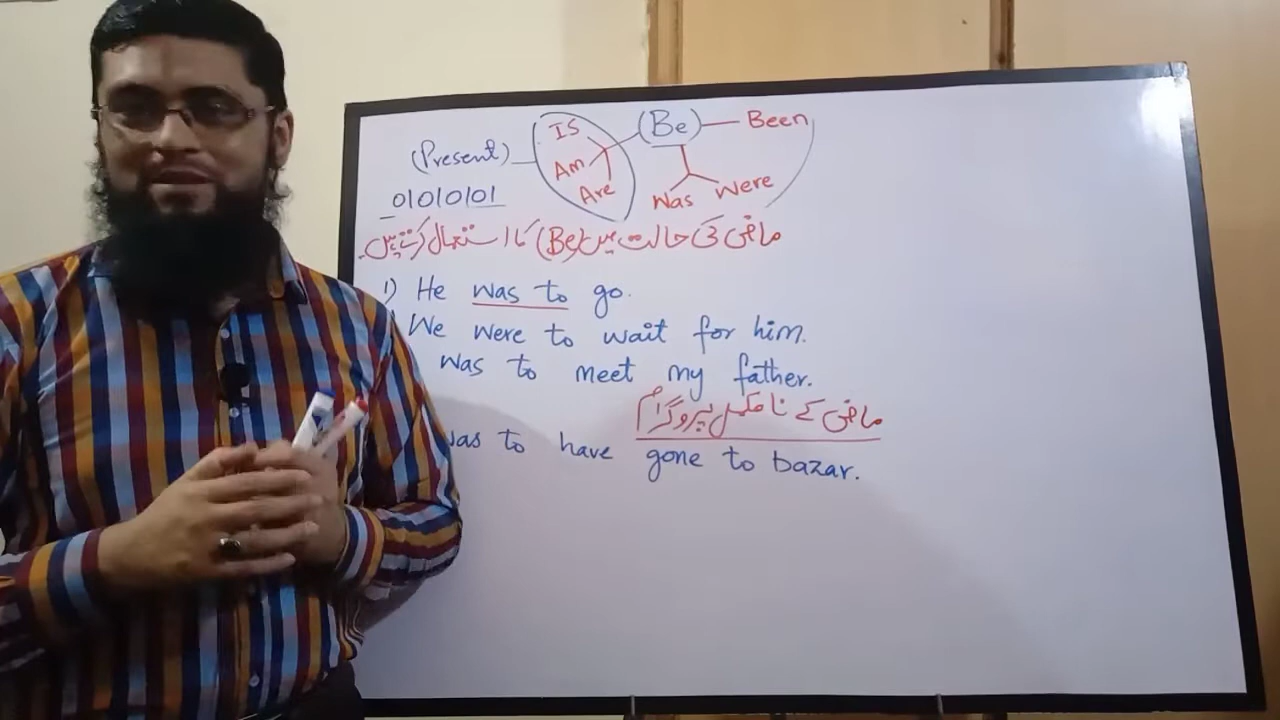 Is (Be) Been
(Present) Am Are Was Were
01010101
ماضی کی حالت میں (Be) کا استعمال کرتے ہیں۔
1) He was to go.
We were to wait for him.
was to meet my father.
ماضی کے نا مکمل پروگرام
was to have gone to bazar.